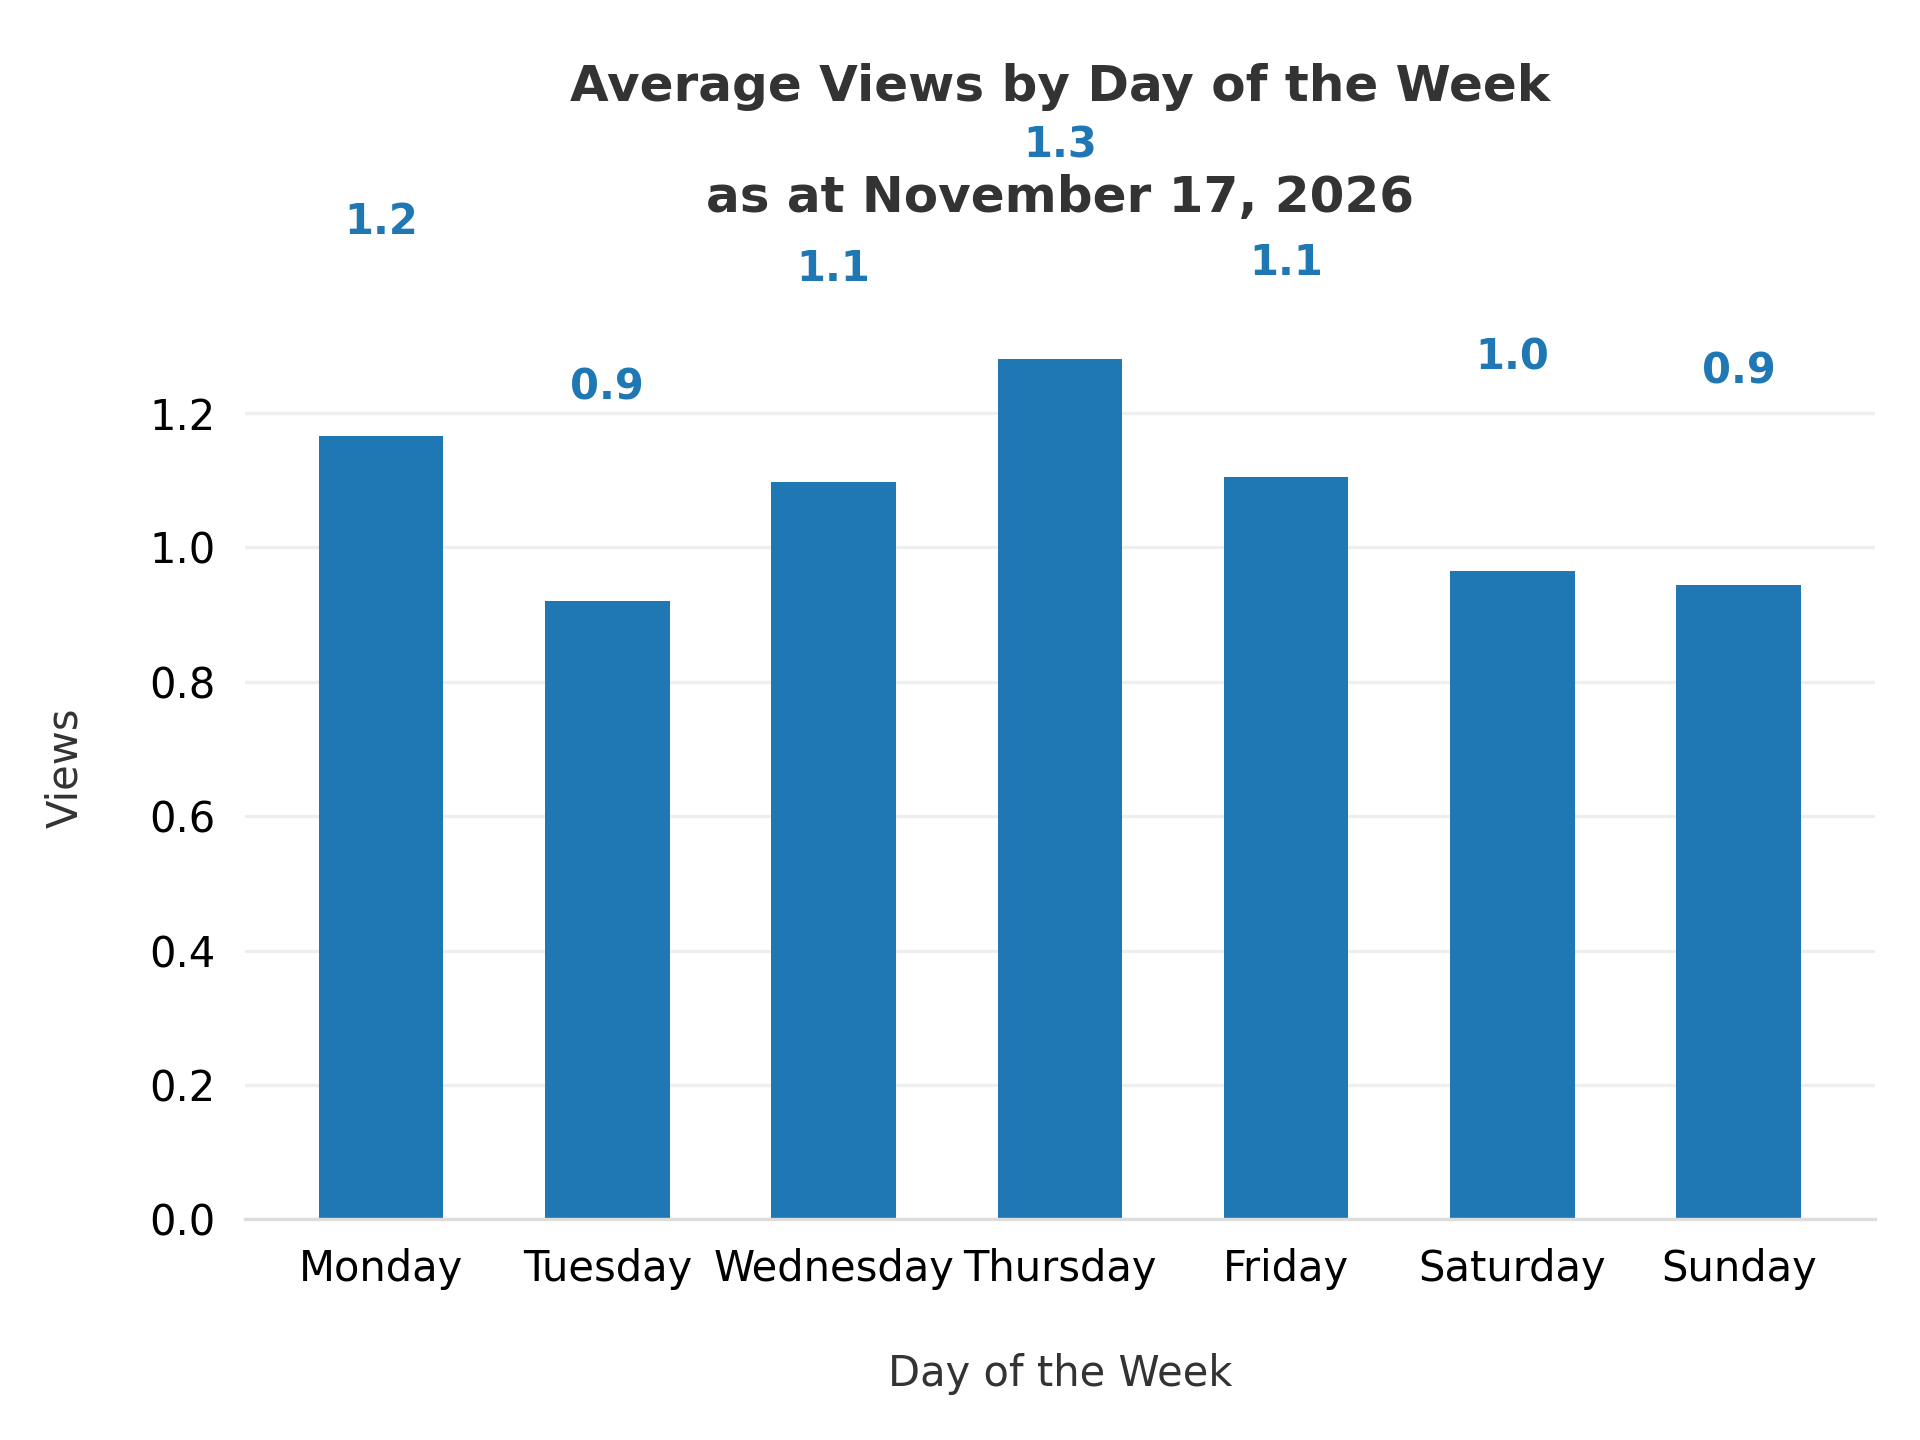 Average Views by Day of the Week
1.3
as at November 17, 2026
1.2
1.1
1.1
1.0
0.9
0.9
1.2
1.0
0.8
0.6
0.4
0.2
0.0
Views
Monday Tuesday Wednesday Thursday Friday Saturday Sunday
Day of the Week